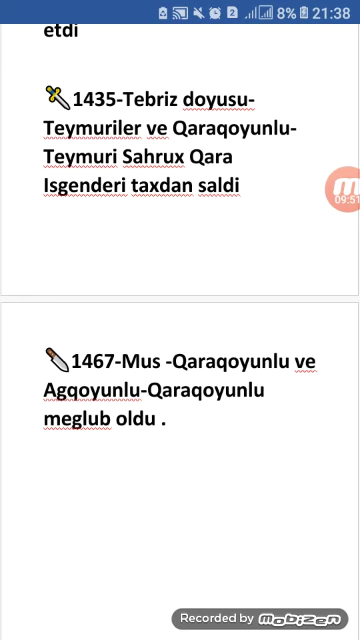 8% 21:38
etdi
🗡1435-Tebriz doyusu-
Teymuriler ve Qaraqoyunlu-
Teymuri Sahrux Qara
Isgenderi taxdan saldi
09:51
🔪1467-Mus -Qaraqoyunlu ve
Agqoyunlu-Qaraqoyunlu
meglub oldu .
Recorded by mobizen